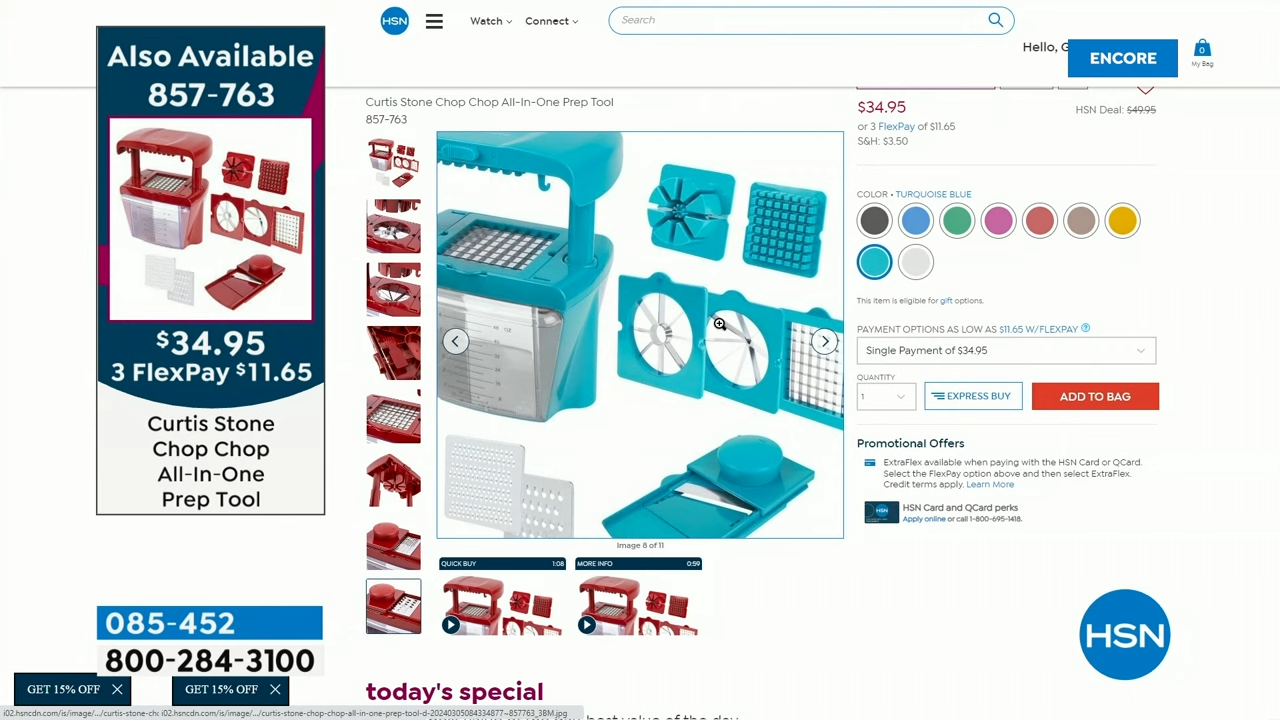 Also Available
857-763
$34.95
3 FlexPay $11.65
Curtis Stone
Chop Chop
All-In-One
Prep Tool
085-452
800-284-3100
GET 15% OFF
GET 15% OFF
HSN
Watch
Connect
Search
Hello, G
ENCORE
0
My Bag
Curtis Stone Chop Chop All-In-One Prep Tool
857-763
Image 8 of 11
QUICK BUY 1:08
MORE INFO 0:59
today's special
$34.95
HSN Deal: $49.95
or 3 FlexPay of $11.65
S&H: $3.50
COLOR • TURQUOISE BLUE
This item is eligible for gift options.
PAYMENT OPTIONS AS LOW AS $11.65 W/FLEXPAY
Single Payment of $34.95
QUANTITY
1
EXPRESS BUY
ADD TO BAG
Promotional Offers
ExtraFlex available when paying with the HSN Card or QCard.
Select the FlexPay option above and then select ExtraFlex.
Credit terms apply. Learn More
HSN Card and QCard perks
Apply online or call 1-800-695-1418.
HSN